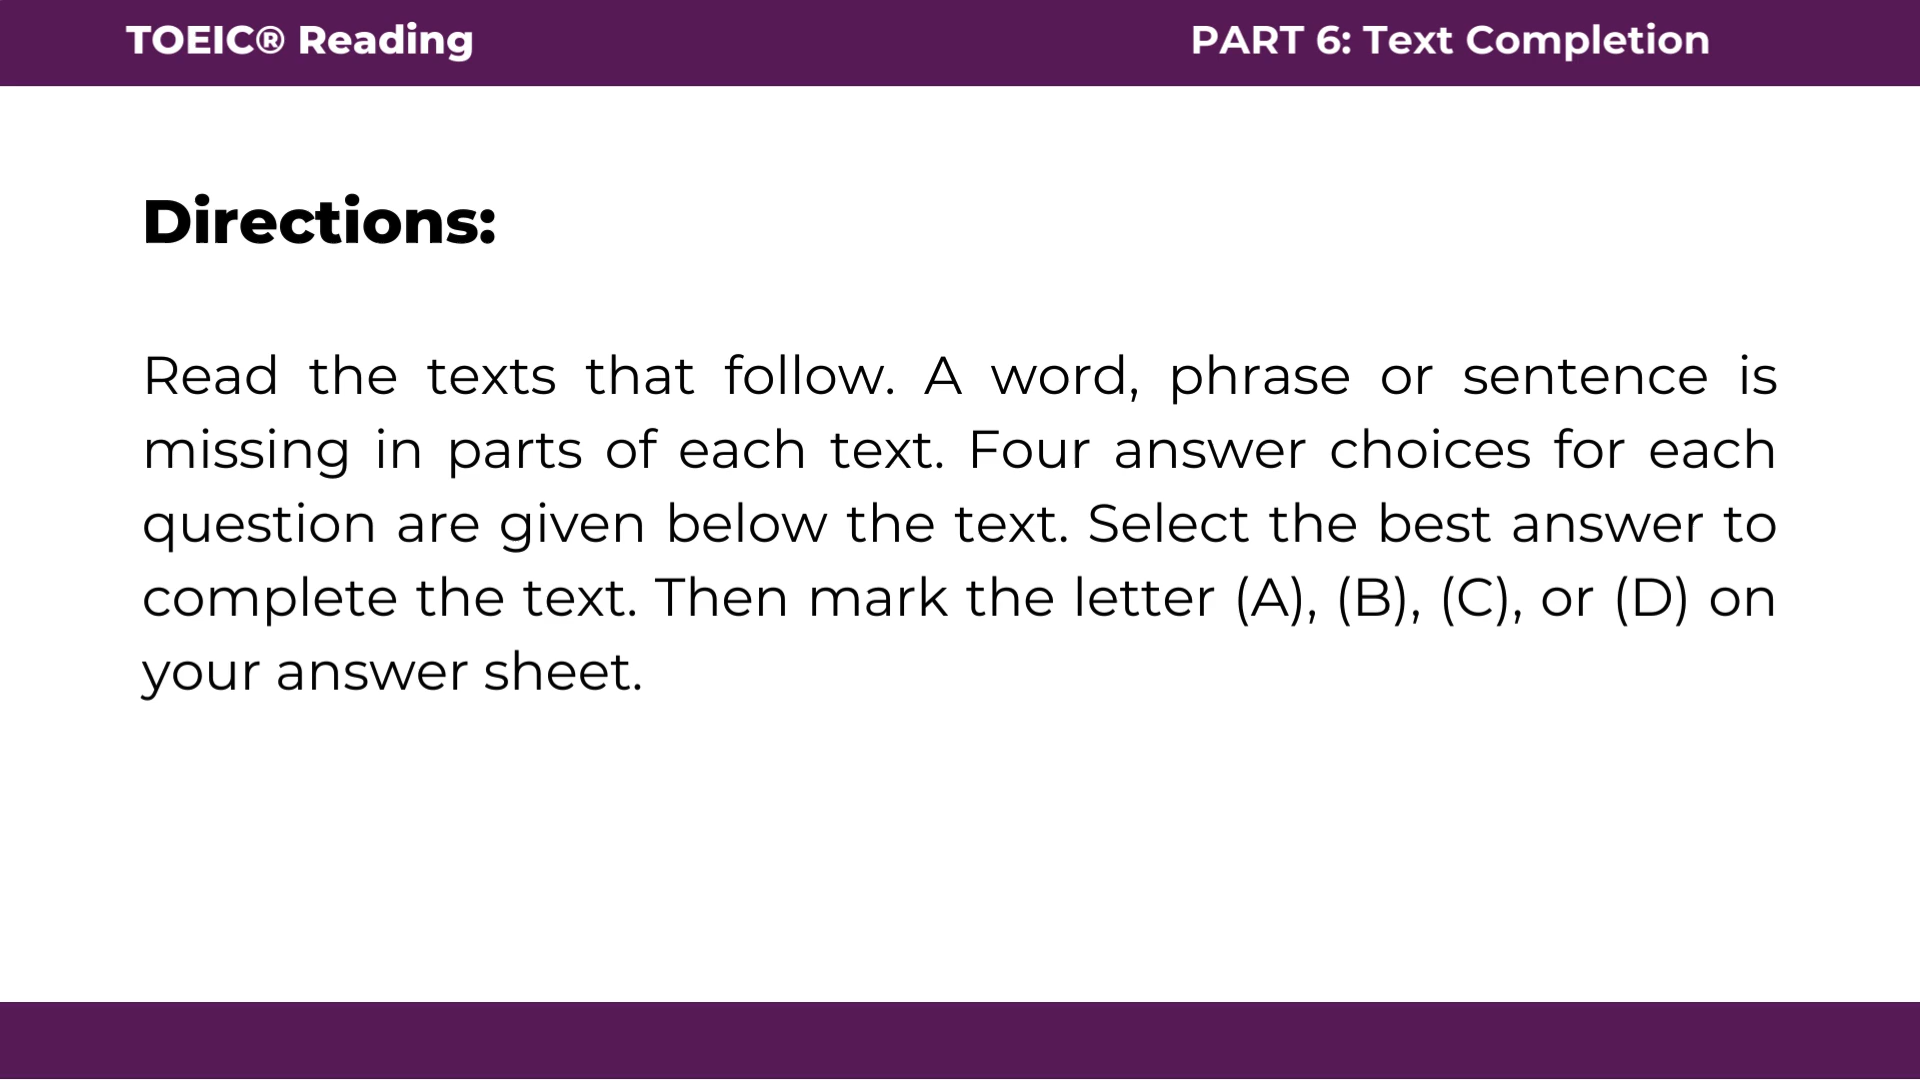 TOEIC® Reading
PART 6: Text Completion
Directions:
Read the texts that follow. A word, phrase or sentence is
missing in parts of each text. Four answer choices for each
question are given below the text. Select the best answer to
complete the text. Then mark the letter (A), (B), (C), or (D) on
your answer sheet.